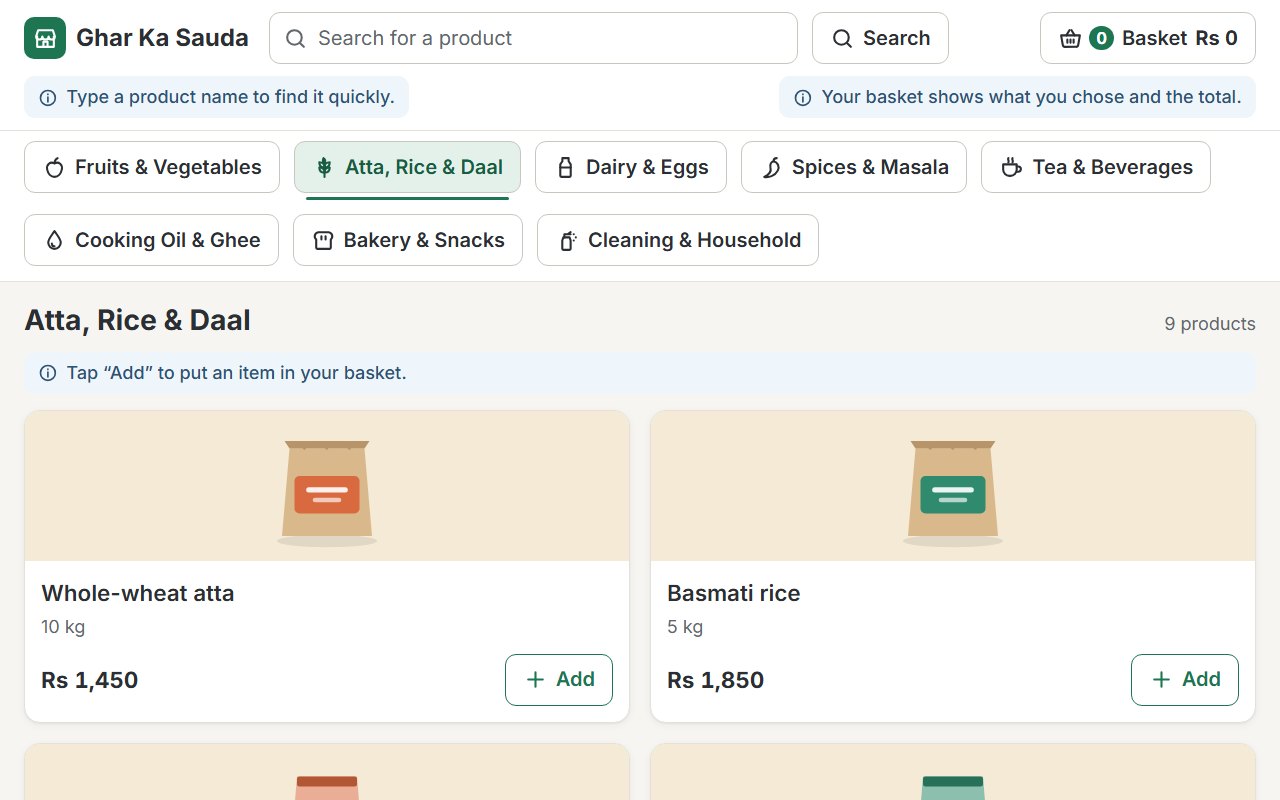 Ghar Ka Sauda
Search for a product
Search
0 Basket Rs 0
Type a product name to find it quickly.
Your basket shows what you chose and the total.
Fruits & Vegetables
Atta, Rice & Daal
Dairy & Eggs
Spices & Masala
Tea & Beverages
Cooking Oil & Ghee
Bakery & Snacks
Cleaning & Household
Atta, Rice & Daal
9 products
Tap “Add” to put an item in your basket.
Whole-wheat atta
10 kg
Rs 1,450
Add
Basmati rice
5 kg
Rs 1,850
Add